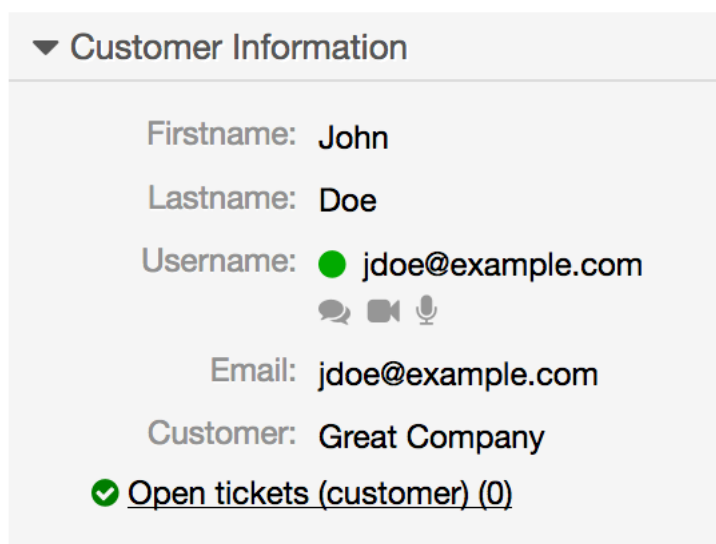 Customer Information
Firstname: John
Lastname: Doe
Username: jdoe@example.com
Email: jdoe@example.com
Customer: Great Company
Open tickets (customer) (0)